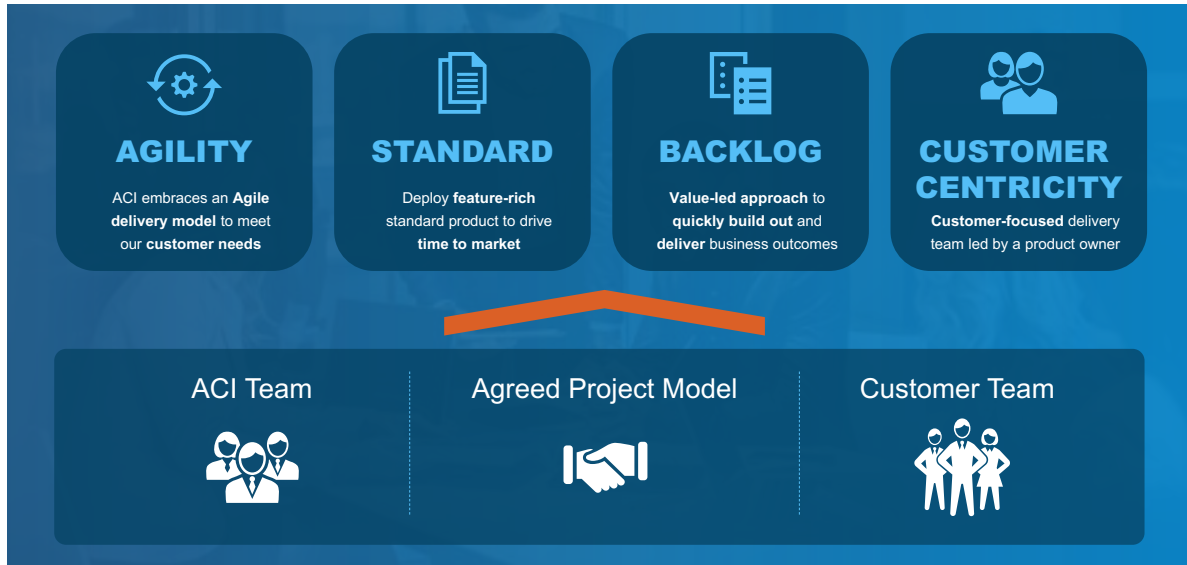 AGILITY
ACI embraces an Agile
delivery model to meet
our customer needs
STANDARD
Deploy feature-rich
standard product to drive
time to market
BACKLOG
Value-led approach to
quickly build out and
deliver business outcomes
CUSTOMER
CENTRICITY
Customer-focused delivery
team led by a product owner
ACI Team
Agreed Project Model
Customer Team